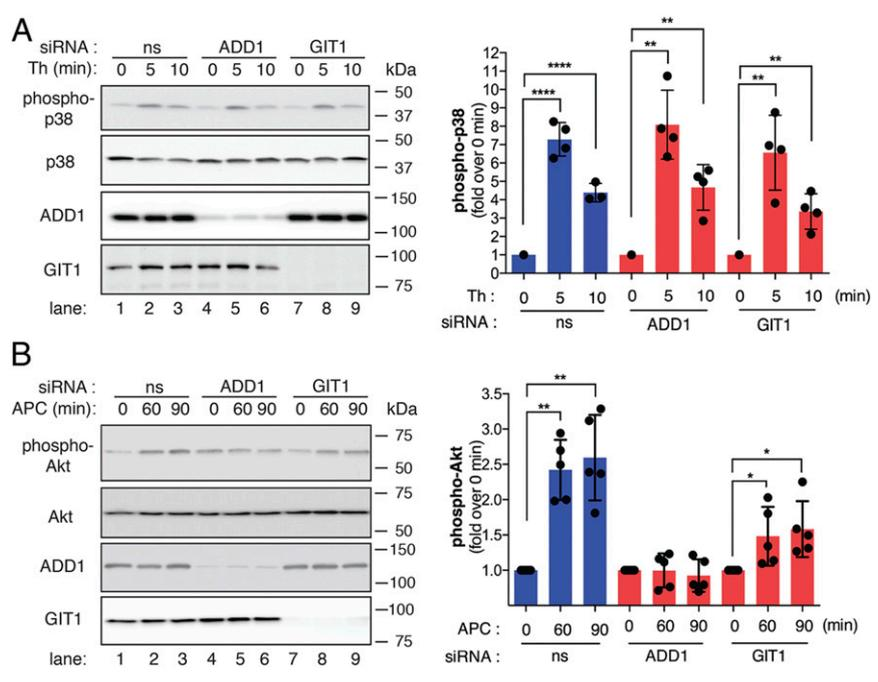 A
siRNA : ns ADD1 GIT1
Th (min): 0 5 10 0 5 10 0 5 10 kDa
phospho-
p38
50
37
p38
50
37
ADD1
150
100
GIT1
100
75
lane: 1 2 3 4 5 6 7 8 9
phospho-p38
(fold over 0 min)
12
10
9
8
7
6
5
4
3
2
1
0
**** **** ** ** ** **
Th : 0 5 10 0 5 10 0 5 10 (min)
siRNA : ns ADD1 GIT1
B
siRNA : ns ADD1 GIT1
APC (min): 0 60 90 0 60 90 0 60 90 kDa
phospho-
Akt
75
50
Akt
75
50
ADD1
150
100
GIT1
100
75
lane: 1 2 3 4 5 6 7 8 9
phospho-Akt
(fold over 0 min)
3.5
3.0
2.5
2.0
1.5
1.0
** ** * *
APC : 0 60 90 0 60 90 0 60 90 (min)
siRNA : ns ADD1 GIT1